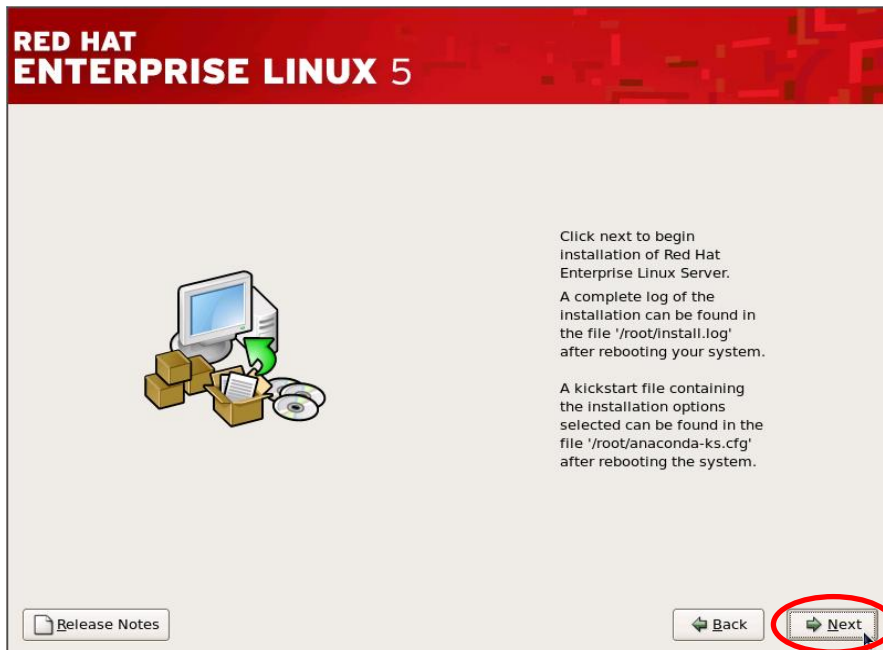 RED HAT
ENTERPRISE LINUX 5
Click next to begin
installation of Red Hat
Enterprise Linux Server.
A complete log of the
installation can be found in
the file '/root/install.log'
after rebooting your system.
A kickstart file containing
the installation options
selected can be found in the
file '/root/anaconda-ks.cfg'
after rebooting the system.
Release Notes
Back
Next